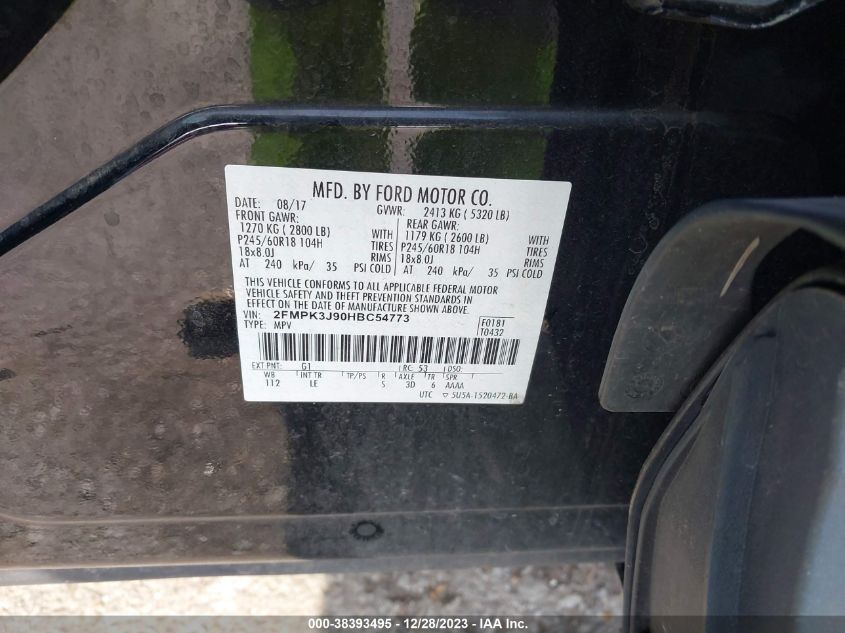 MFD. BY FORD MOTOR CO.
DATE: 08/17 GVWR: 2413 KG ( 5320 LB)
FRONT GAWR: REAR GAWR:
1270 KG ( 2800 LB) WITH 1179 KG ( 2600 LB) WITH
P245/60R18 104H TIRES P245/60R18 104H TIRES
18x8.0J RIMS 18x8.0J RIMS
AT 240 kPa/ 35 PSI COLD AT 240 kPa/ 35 PSI COLD
THIS VEHICLE CONFORMS TO ALL APPLICABLE FEDERAL MOTOR
VEHICLE SAFETY AND THEFT PREVENTION STANDARDS IN
EFFECT ON THE DATE OF MANUFACTURE SHOWN ABOVE.
VIN: 2FMPK3J90HBC54773 F0181
TYPE: MPV T0432
EXT PNT: G1 RC: 53 DSO:
WB INT TR TP/PS R AXLE TR SPR
112 LE S 3D 6 AAAA
UTC ▽ 5U5A-1520472-BA
000-38393495 - 12/28/2023 - IAA Inc.